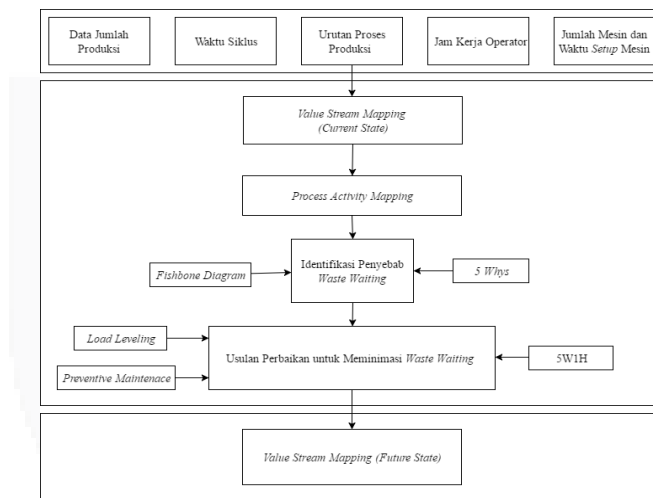 Data Jumlah
Produksi
Waktu Siklus
Urutan Proses
Produksi
Jam Kerja Operator
Jumlah Mesin dan
Waktu Setup Mesin
Value Stream Mapping
(Current State)
Process Activity Mapping
Identifikasi Penyebab
Waste Waiting
Fishbone Diagram
5 Whys
Load Leveling
Usulan Perbaikan untuk Meminimasi Waste Waiting
5W1H
Preventive Maintenace
Value Stream Mapping (Future State)